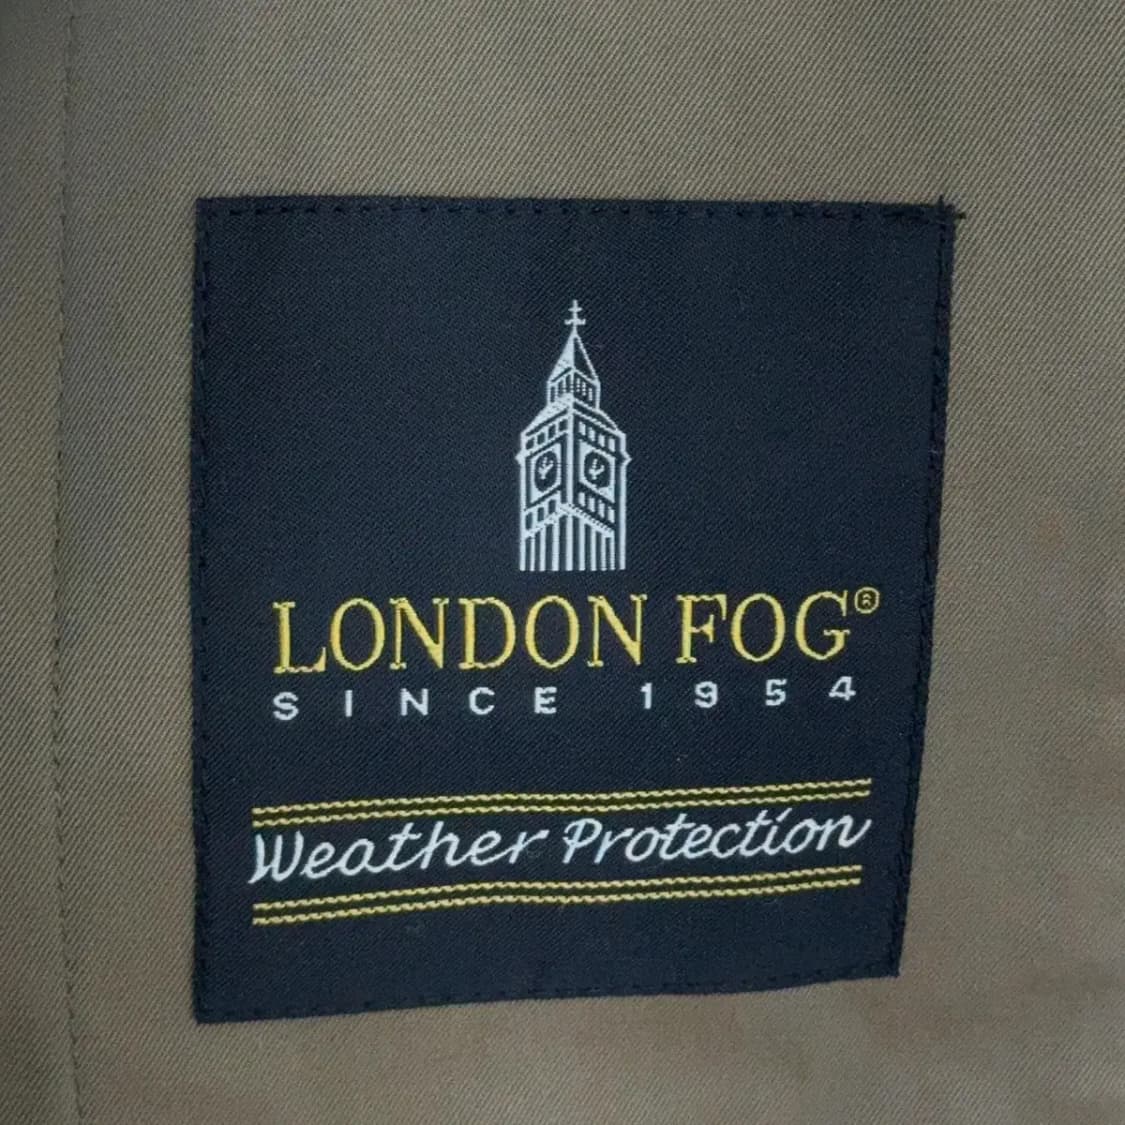 LONDON FOG®
SINCE 1954
Weather Protection